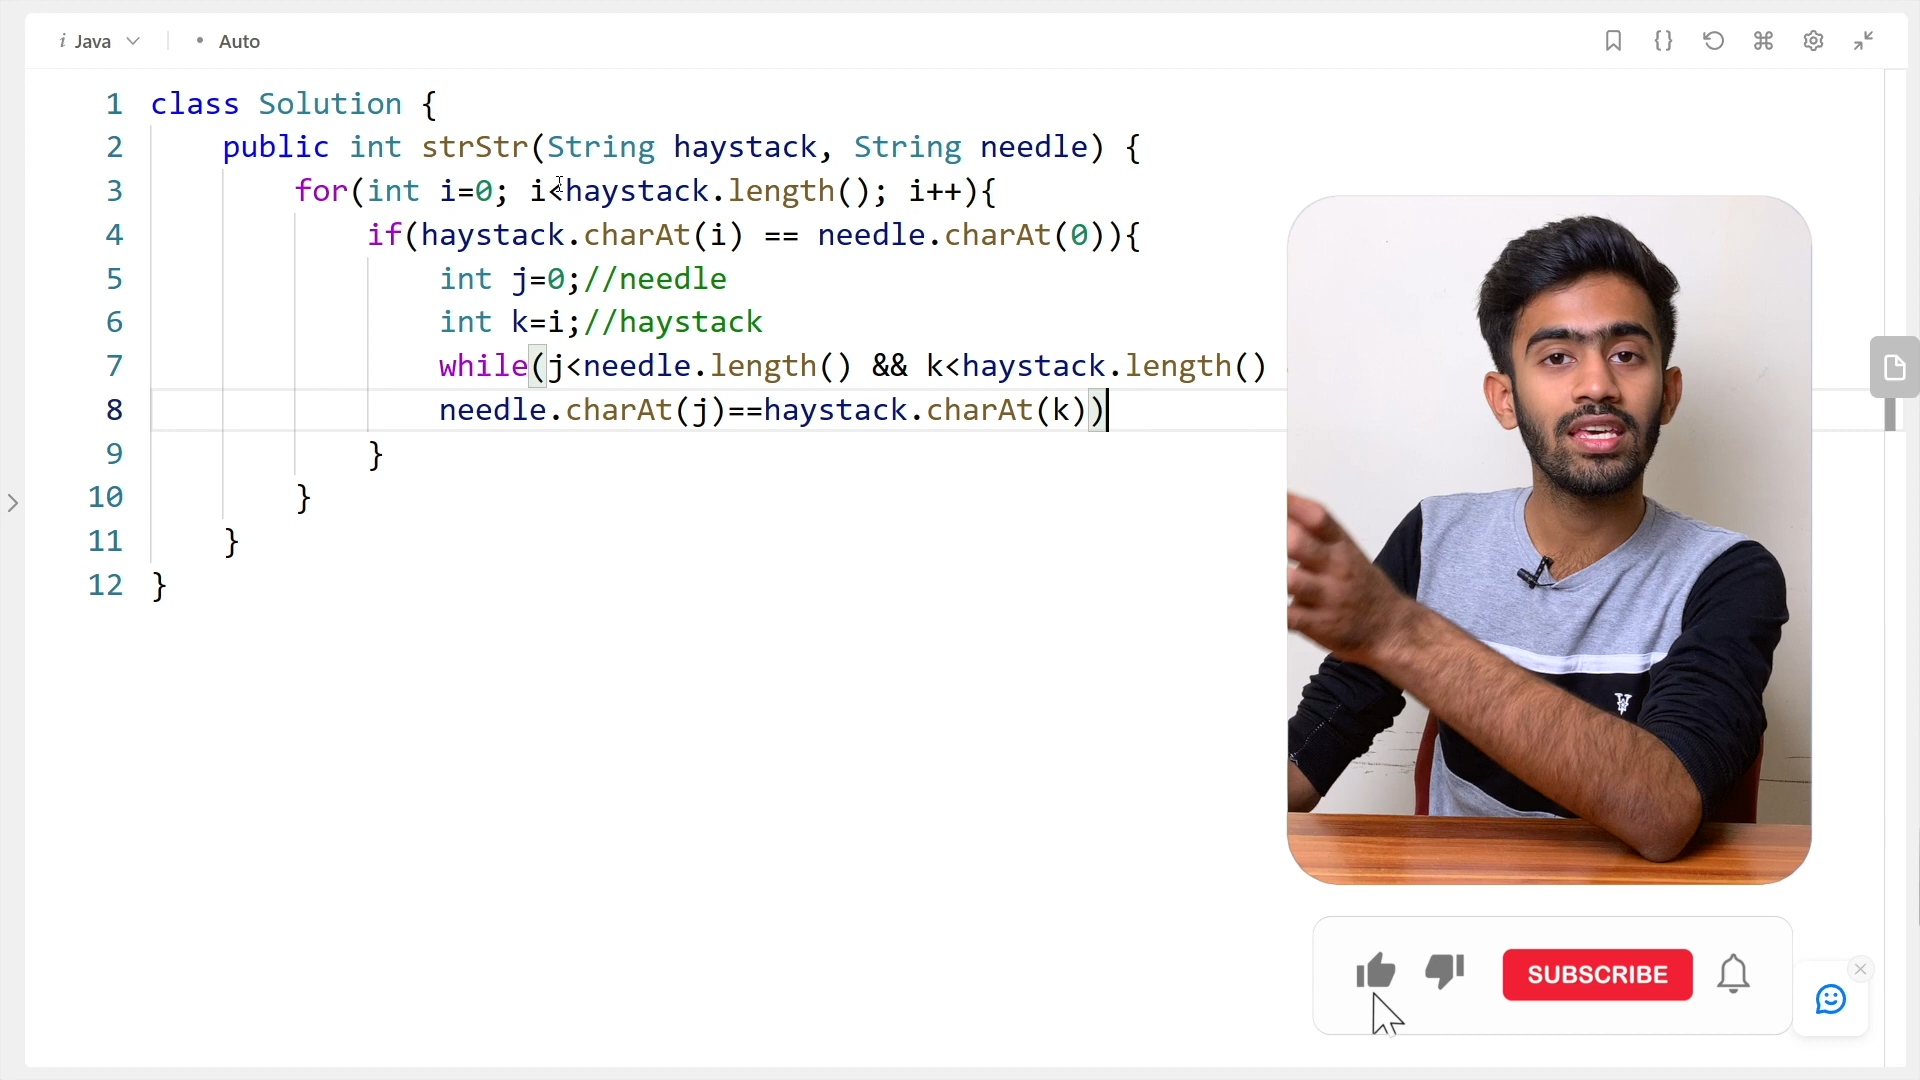 i Java
• Auto
1 class Solution {
2 public int strStr(String haystack, String needle) {
3 for(int i=0; i<haystack.length(); i++){
4 if(haystack.charAt(i) == needle.charAt(0)){
5 int j=0;//needle
6 int k=i;//haystack
7 while(j<needle.length() && k<haystack.length()
8 needle.charAt(j)==haystack.charAt(k))
9 }
10 }
11 }
12 }
SUBSCRIBE